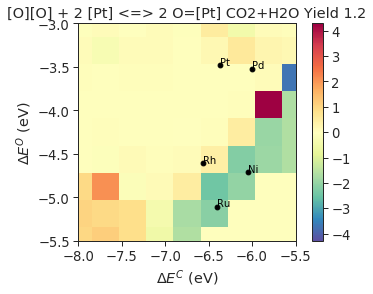 [O][O] + 2 [Pt] <=> 2 O=[Pt] CO2+H2O Yield 1.2
−3.0
−3.5
−4.0
−4.5
−5.0
−5.5
ΔE^O (eV)
Pt
Pd
Rh
Ni
Ru
−8.0 −7.5 −7.0 −6.5 −6.0 −5.5
ΔE^C (eV)
4
3
2
1
0
−1
−2
−3
−4